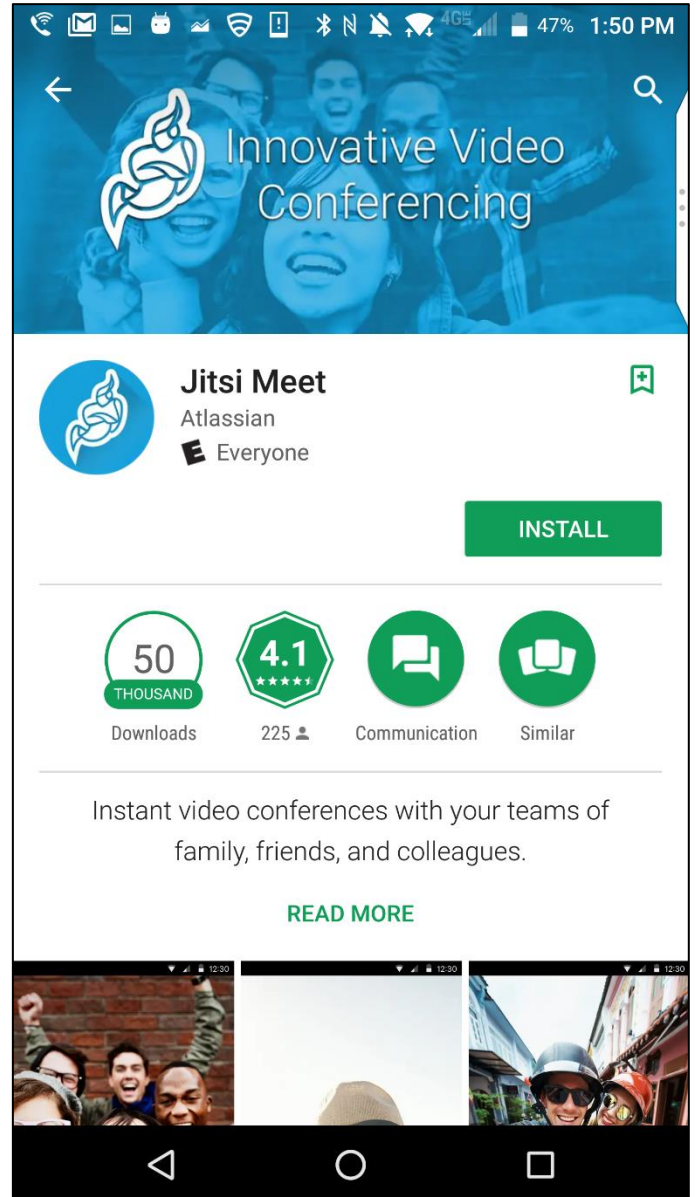 4GE 47% 1:50 PM
Innovative Video
Conferencing
Jitsi Meet
Atlassian
E Everyone
INSTALL
50
THOUSAND
Downloads
4.1
225
Communication
Similar
Instant video conferences with your teams of
family, friends, and colleagues.
READ MORE
12:30
12:30
12:30